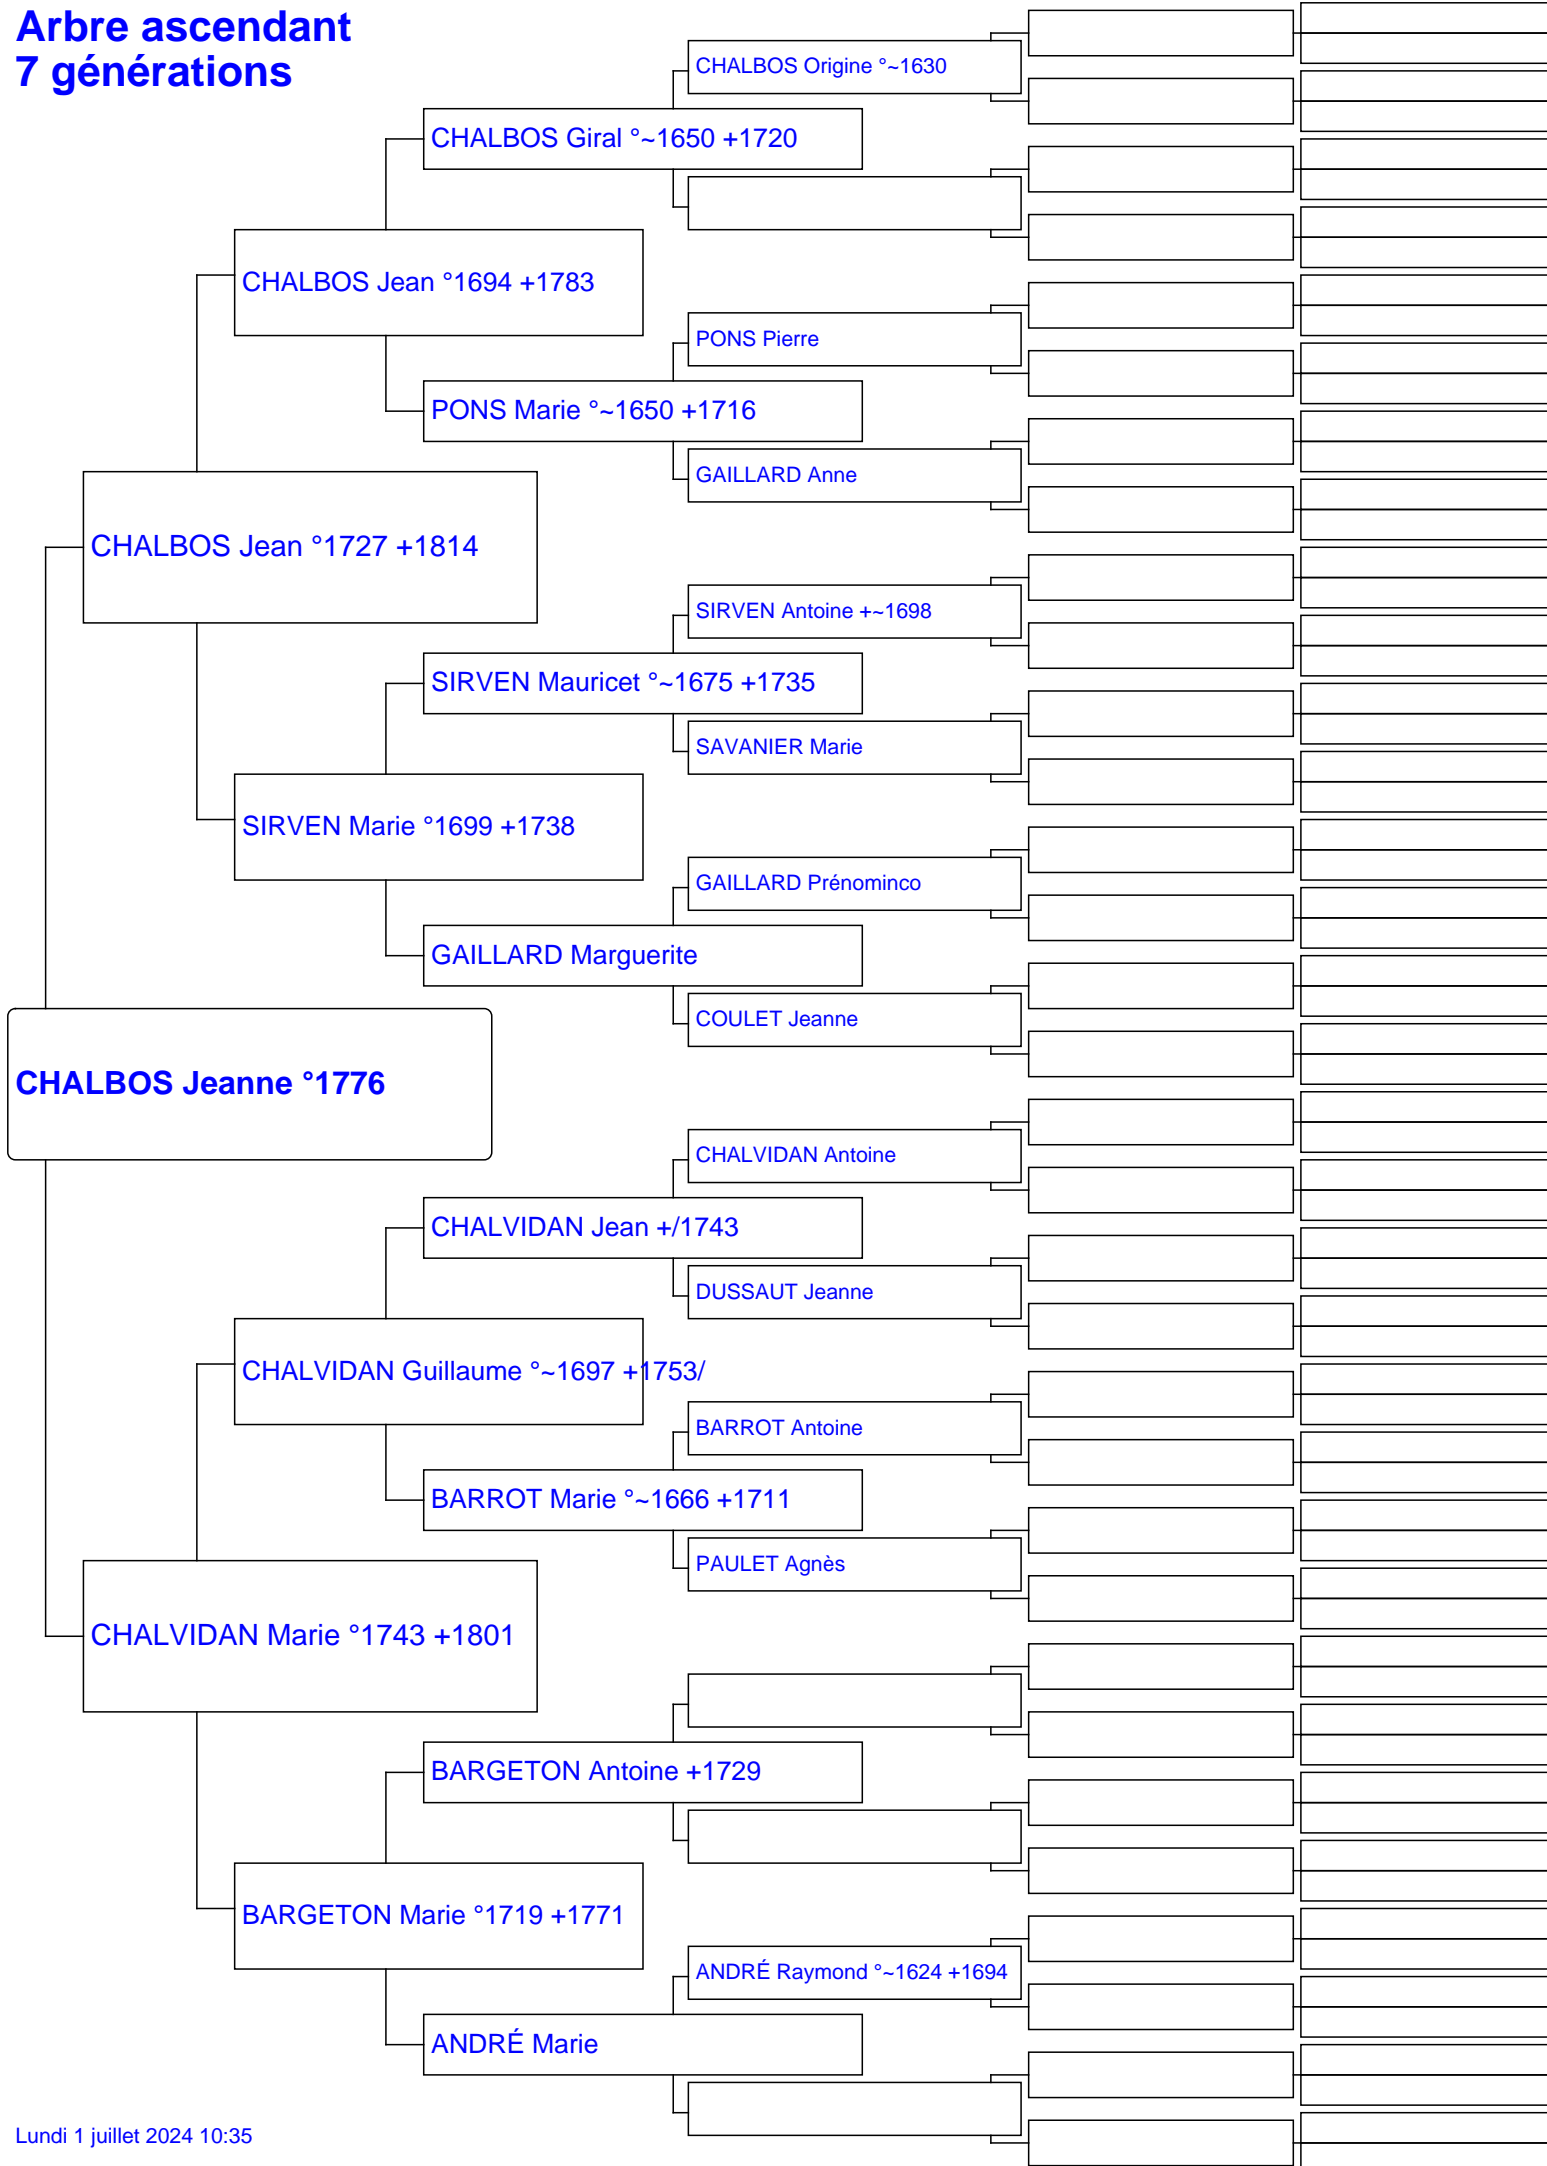 Arbre ascendant
7 générations
CHALBOS Origine °~1630
CHALBOS Giral °~1650 +1720
CHALBOS Jean °1694 +1783
PONS Pierre
PONS Marie °~1650 +1716
GAILLARD Anne
CHALBOS Jean °1727 +1814
SIRVEN Antoine +~1698
SIRVEN Mauricet °~1675 +1735
SAVANIER Marie
SIRVEN Marie °1699 +1738
GAILLARD Prénominco
GAILLARD Marguerite
COULET Jeanne
CHALBOS Jeanne °1776
CHALVIDAN Antoine
CHALVIDAN Jean +/1743
DUSSAUT Jeanne
CHALVIDAN Guillaume °~1697 +1753/
BARROT Antoine
BARROT Marie °~1666 +1711
PAULET Agnès
CHALVIDAN Marie °1743 +1801
BARGETON Antoine +1729
BARGETON Marie °1719 +1771
ANDRÉ Raymond °~1624 +1694
ANDRÉ Marie
Lundi 1 juillet 2024 10:35